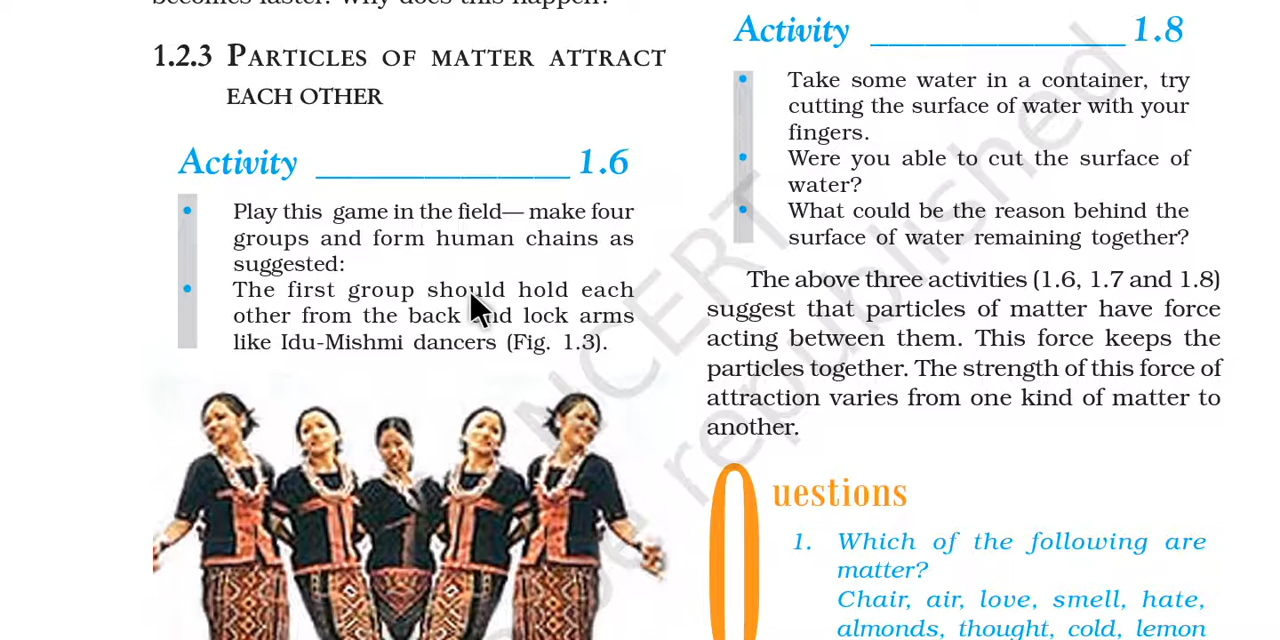 1.2.3 PARTICLES OF MATTER ATTRACT
EACH OTHER
Activity 1.6
• Play this game in the field— make four
groups and form human chains as
suggested:
• The first group should hold each
other from the back and lock arms
like Idu-Mishmi dancers (Fig. 1.3).
Activity 1.8
• Take some water in a container, try
cutting the surface of water with your
fingers.
• Were you able to cut the surface of
water?
• What could be the reason behind the
surface of water remaining together?
The above three activities (1.6, 1.7 and 1.8)
suggest that particles of matter have force
acting between them. This force keeps the
particles together. The strength of this force of
attraction varies from one kind of matter to
another.
Questions
1. Which of the following are
matter?
Chair, air, love, smell, hate,
almonds, thought, cold, lemon
NCERT
republished